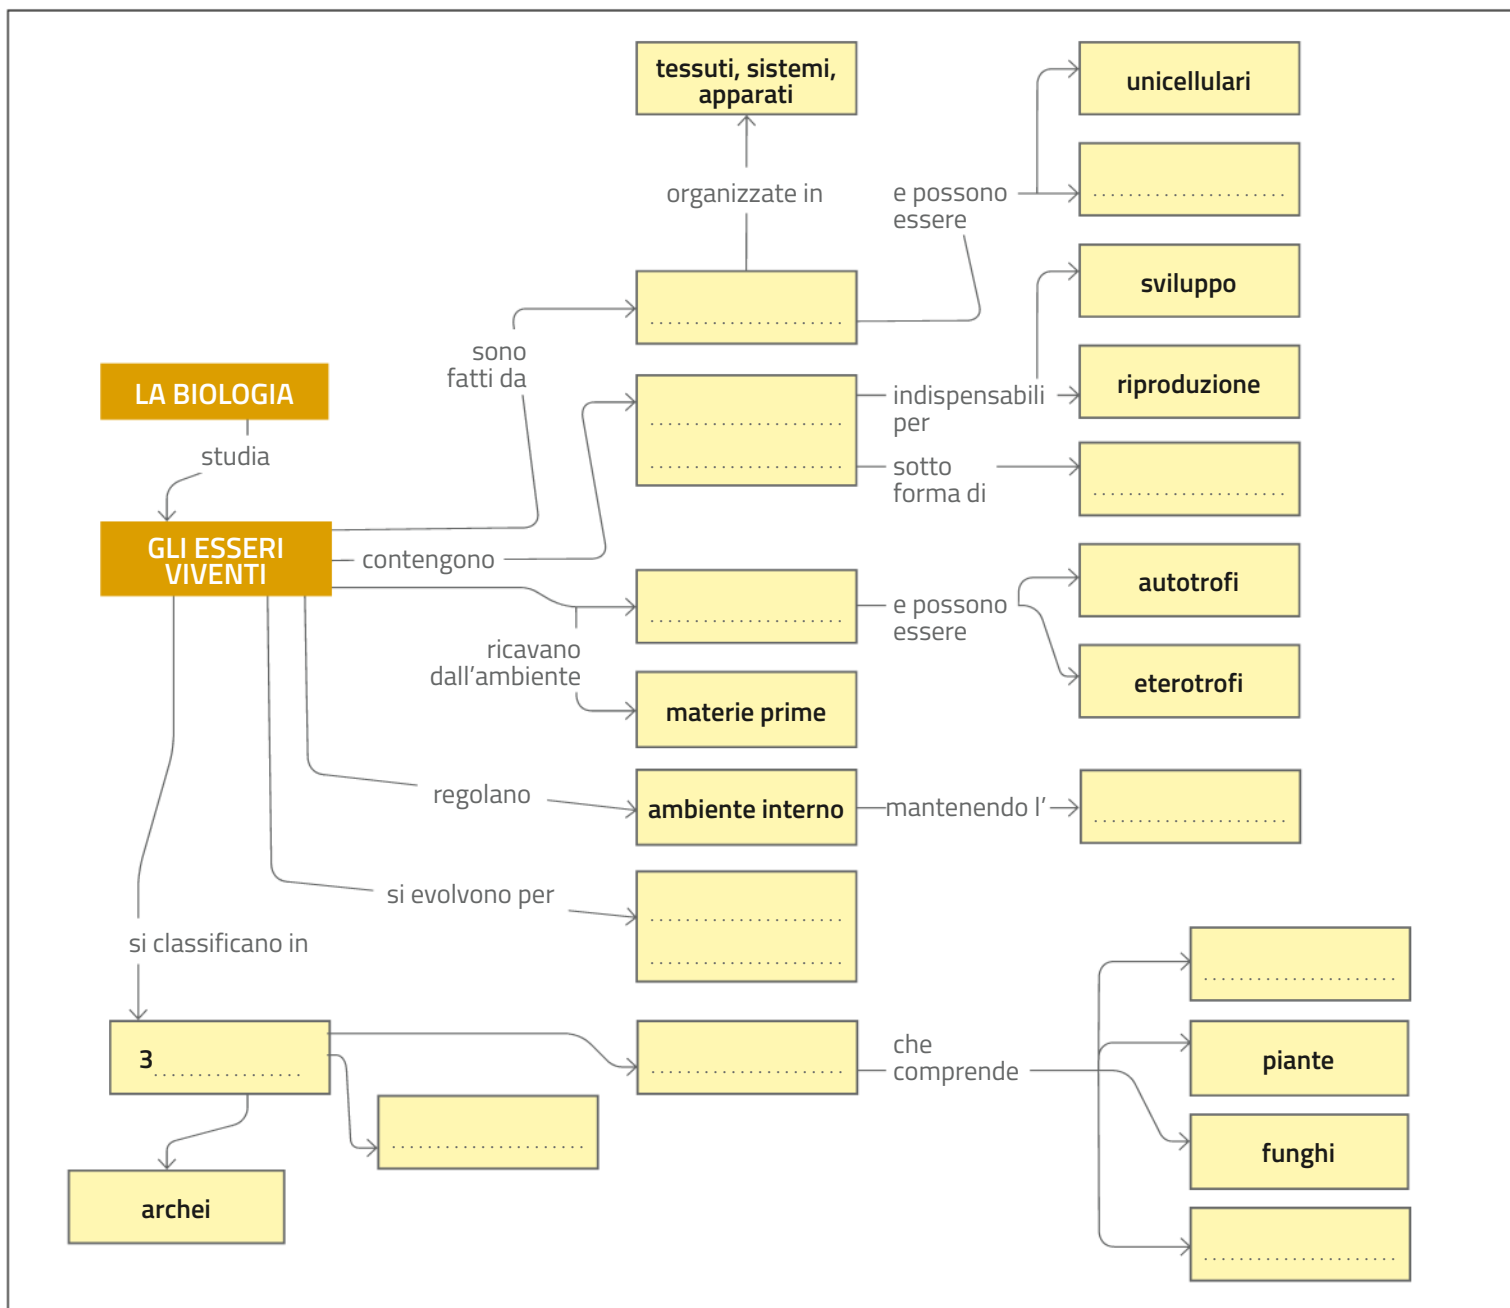 tessuti, sistemi,
apparati
unicellulari
organizzate in
e possono
essere
sviluppo
sono
fatti da
LA BIOLOGIA
indispensabili
per
riproduzione
studia
sotto
forma di
GLI ESSERI
VIVENTI
contengono
autotrofi
e possono
essere
ricavano
dall'ambiente
eterotrofi
materie prime
regolano
ambiente interno
mantenendo l'
si evolvono per
si classificano in
3
che
comprende
piante
funghi
archei